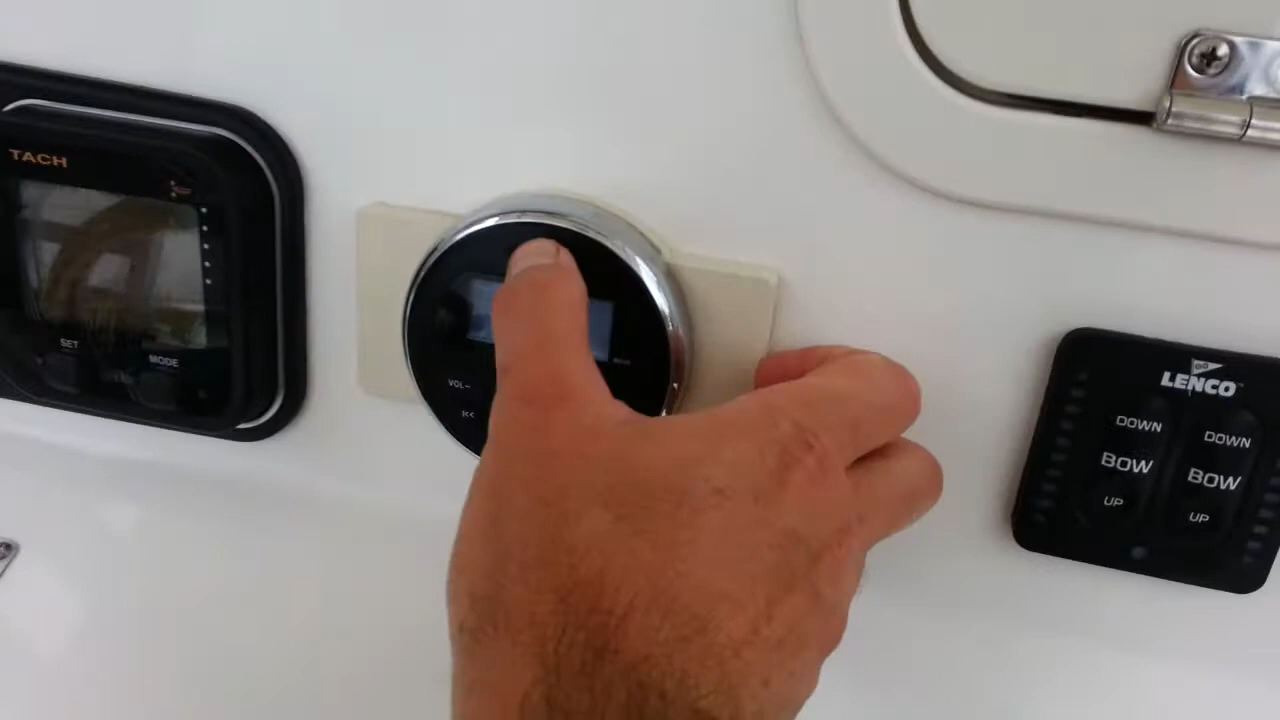 TACH
SET
MODE
VOL-
LENCO
DOWN
DOWN
BOW
BOW
UP
UP